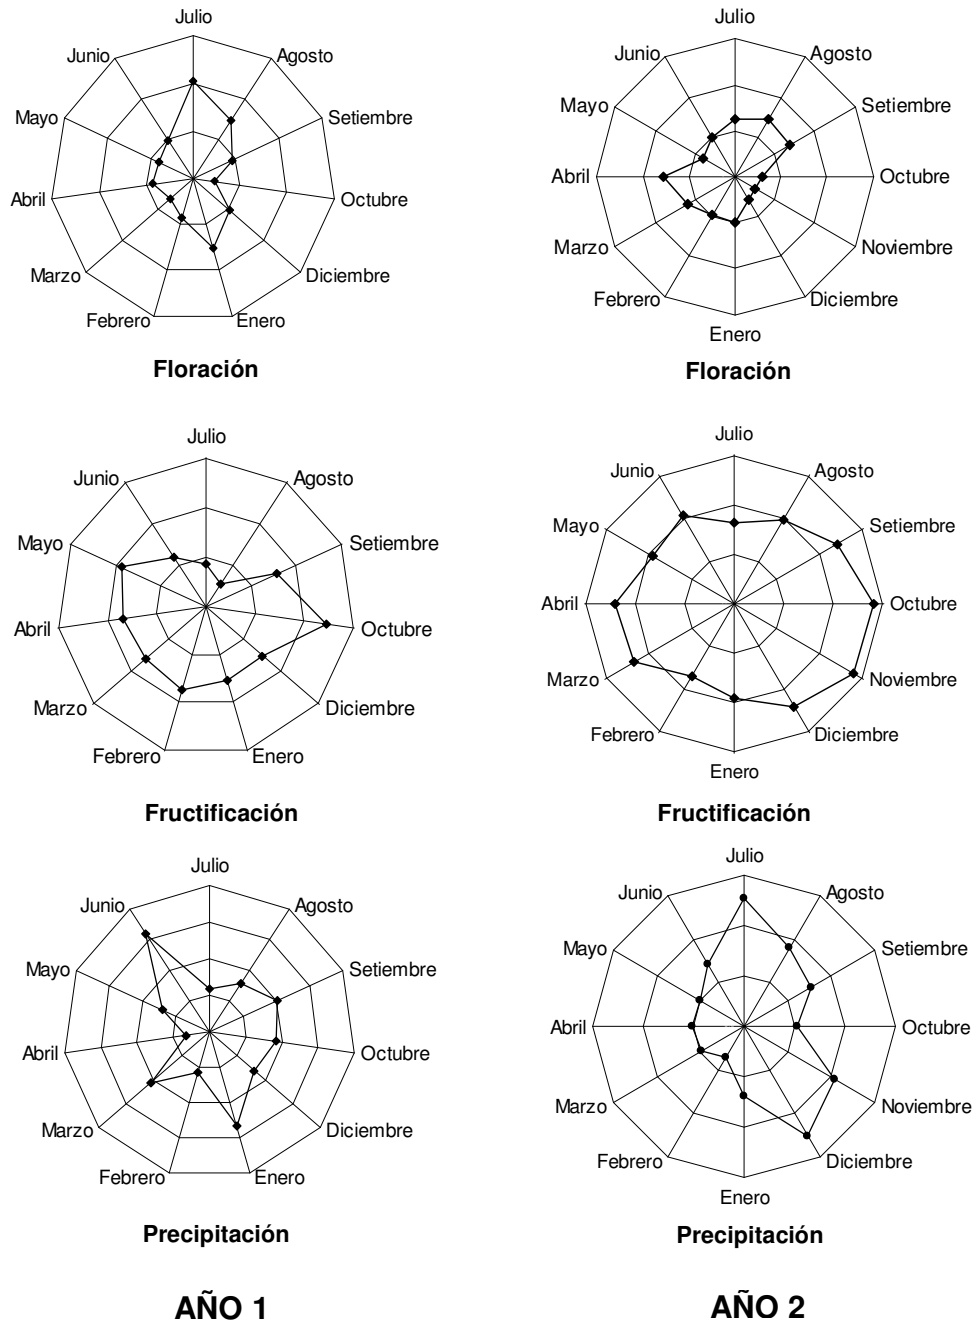 Julio
Junio
Agosto
Mayo
Setiembre
Abril
Octubre
Marzo
Diciembre
Febrero
Enero
Floración
Julio
Junio
Agosto
Mayo
Setiembre
Abril
Octubre
Marzo
Noviembre
Febrero
Diciembre
Enero
Floración
Julio
Junio
Agosto
Mayo
Setiembre
Abril
Octubre
Marzo
Diciembre
Febrero
Enero
Fructificación
Julio
Junio
Agosto
Mayo
Setiembre
Abril
Octubre
Marzo
Noviembre
Febrero
Diciembre
Enero
Fructificación
Julio
Junio
Agosto
Mayo
Setiembre
Abril
Octubre
Marzo
Diciembre
Febrero
Enero
Precipitación
Julio
Junio
Agosto
Mayo
Setiembre
Abril
Octubre
Marzo
Noviembre
Febrero
Diciembre
Enero
Precipitación
AÑO 1
AÑO 2